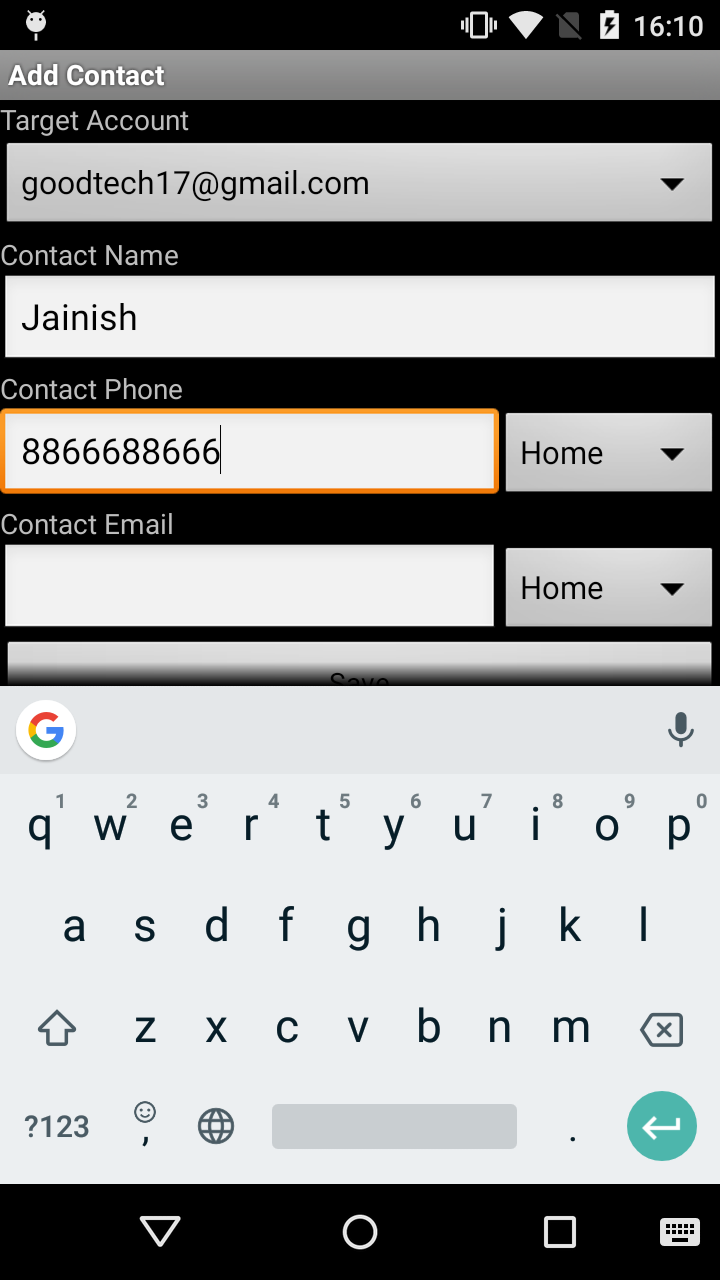 16:10
Add Contact
Target Account
goodtech17@gmail.com
Contact Name
Jainish
Contact Phone
8866688666 Home
Contact Email
Home
Save
1 2 3 4 5 6 7 8 9 0
q w e r t y u i o p
a s d f g h j k l
z x c v b n m
?123 , .